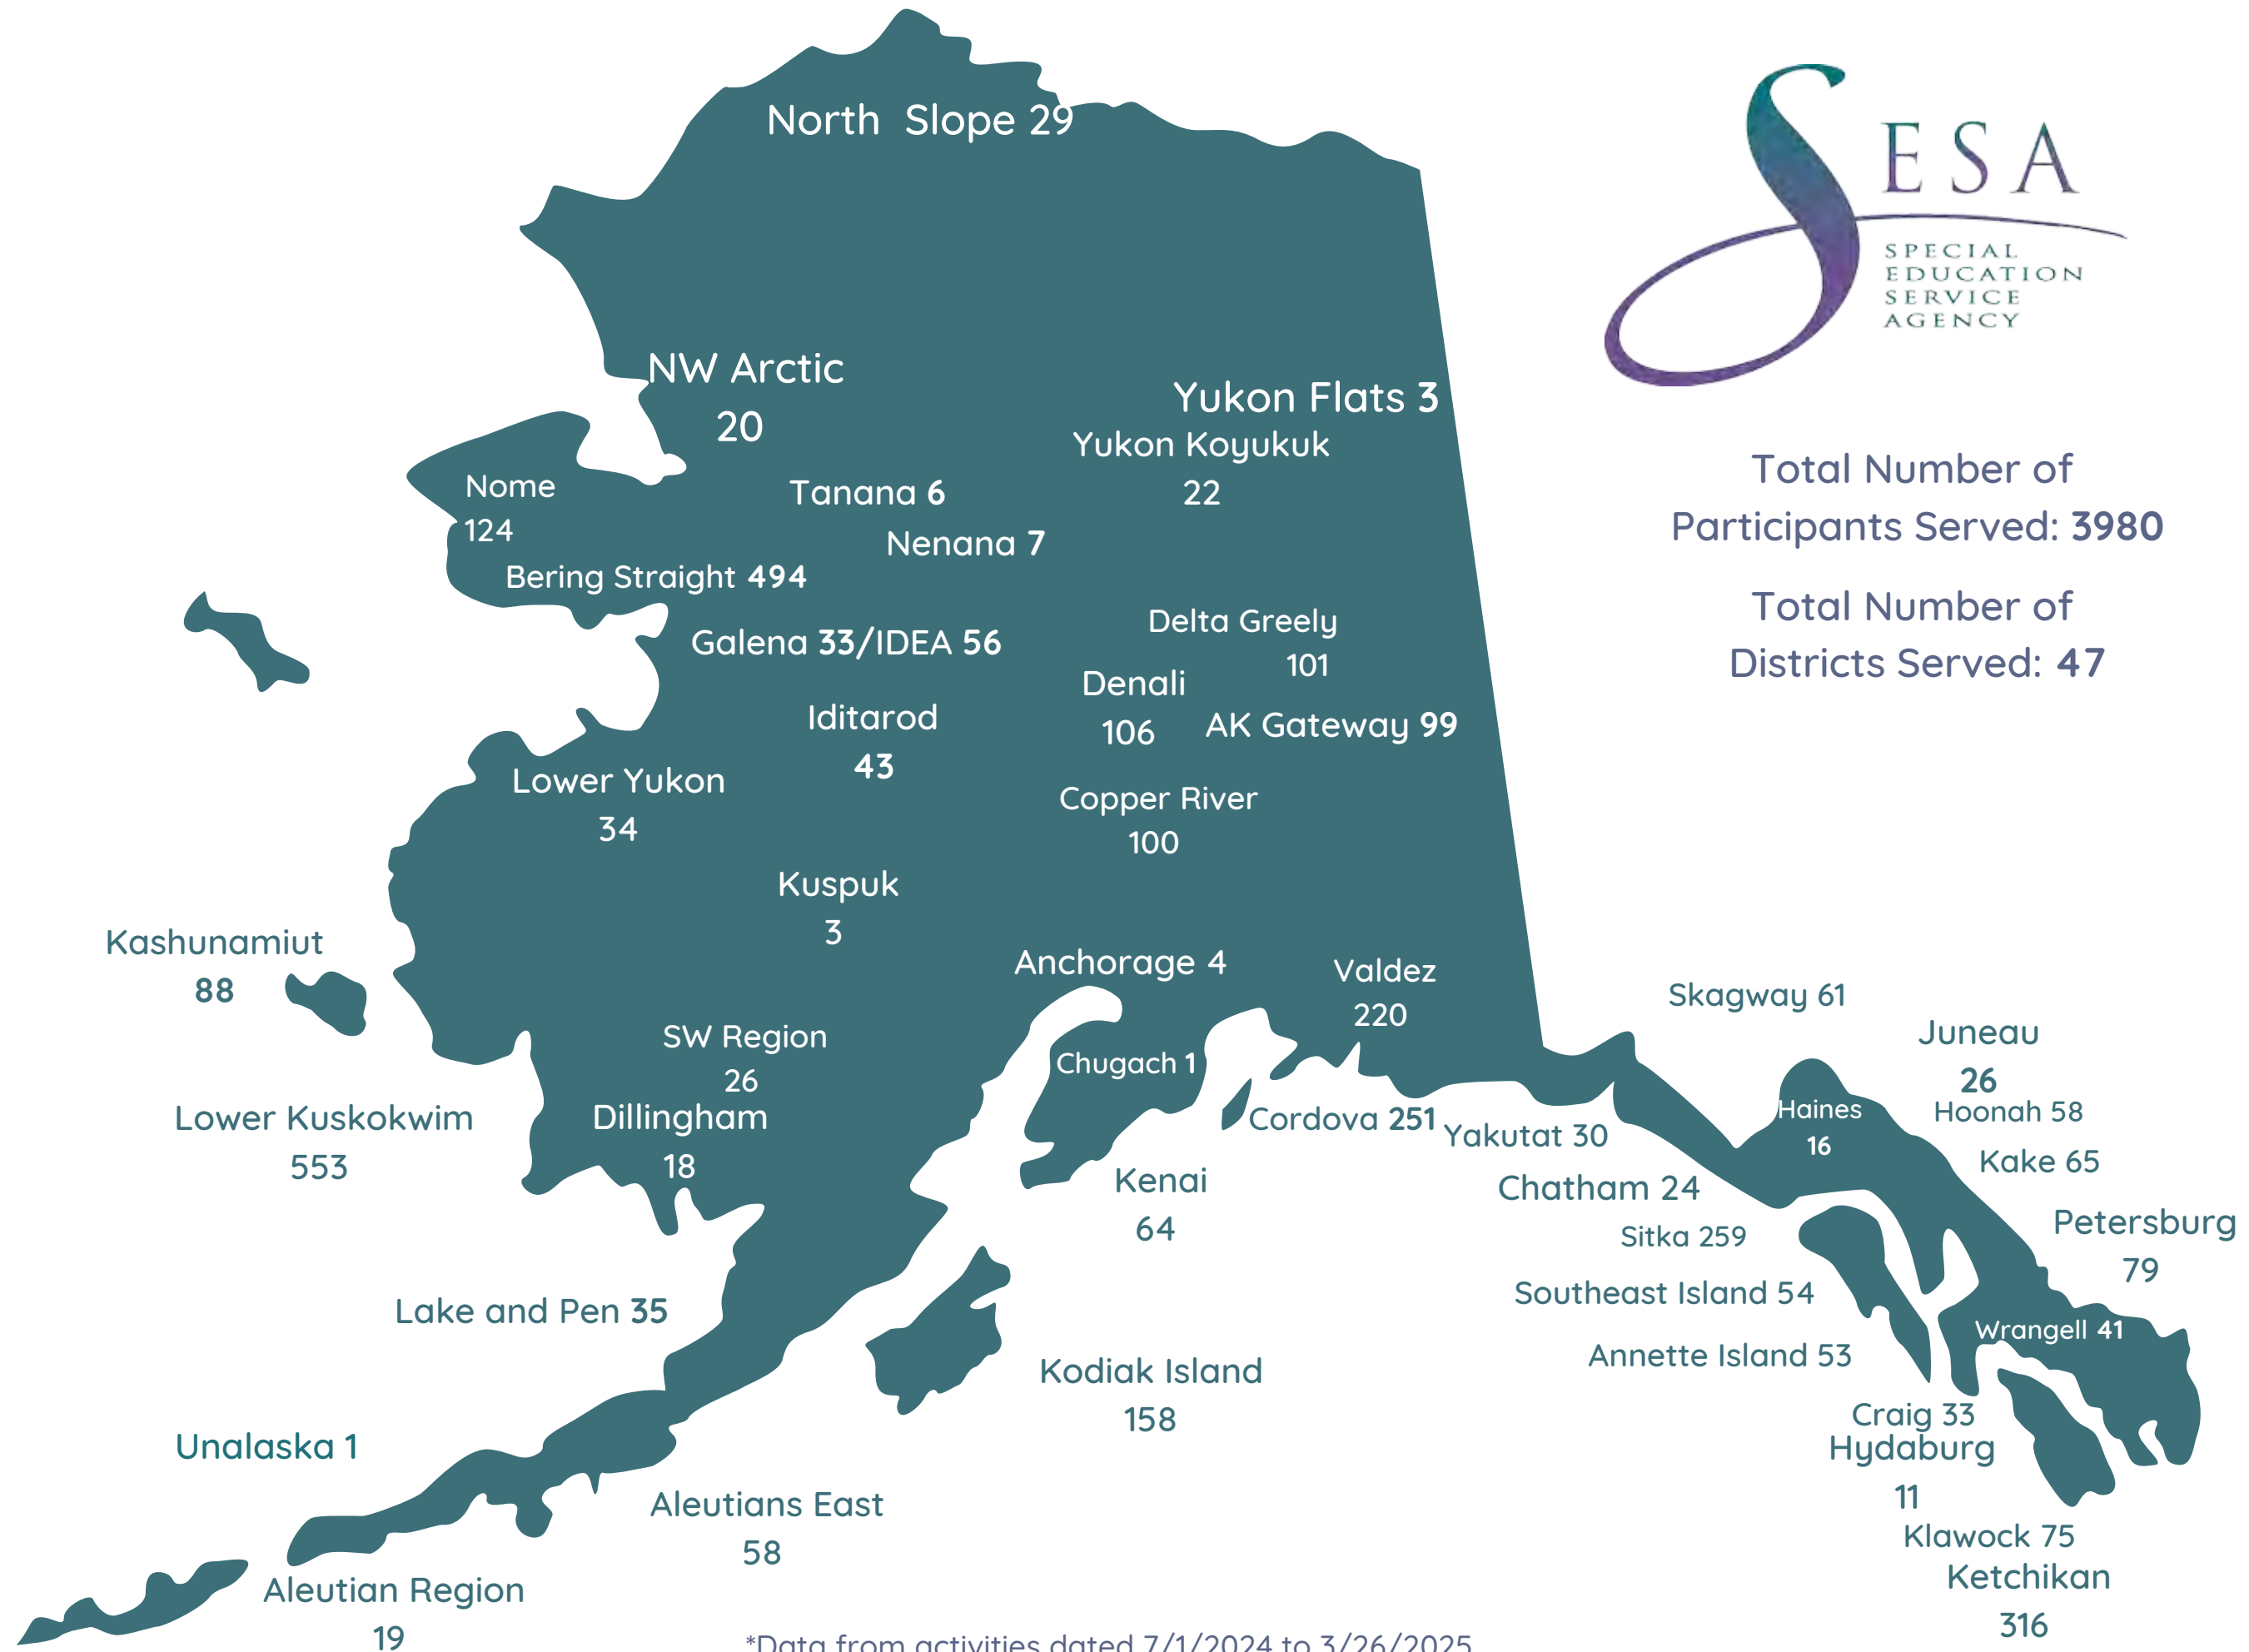 North Slope 29
ESA
SPECIAL
EDUCATION
SERVICE
AGENCY
NW Arctic
20
Yukon Flats 3
Yukon Koyukuk
22
Total Number of
Participants Served: 3980
Total Number of
Districts Served: 47
Nome
124
Tanana 6
Nenana 7
Bering Straight 494
Galena 33/IDEA 56
Delta Greely
101
Denali
106
AK Gateway 99
Iditarod
43
Lower Yukon
34
Copper River
100
Kuspuk
3
Kashunamiut
88
Anchorage 4
Valdez
220
Skagway 61
Juneau
26
SW Region
26
Chugach 1
Lower Kuskokwim
553
Dillingham
18
Cordova 251
Yakutat 30
Haines
16
Hoonah 58
Kake 65
Kenai
64
Chatham 24
Sitka 259
Petersburg
79
Lake and Pen 35
Southeast Island 54
Wrangell 41
Annette Island 53
Kodiak Island
158
Craig 33
Hydaburg
11
Unalaska 1
Aleutians East
58
Klawock 75
Ketchikan
316
Aleutian Region
19
*Data from activities dated 7/1/2024 to 3/26/2025